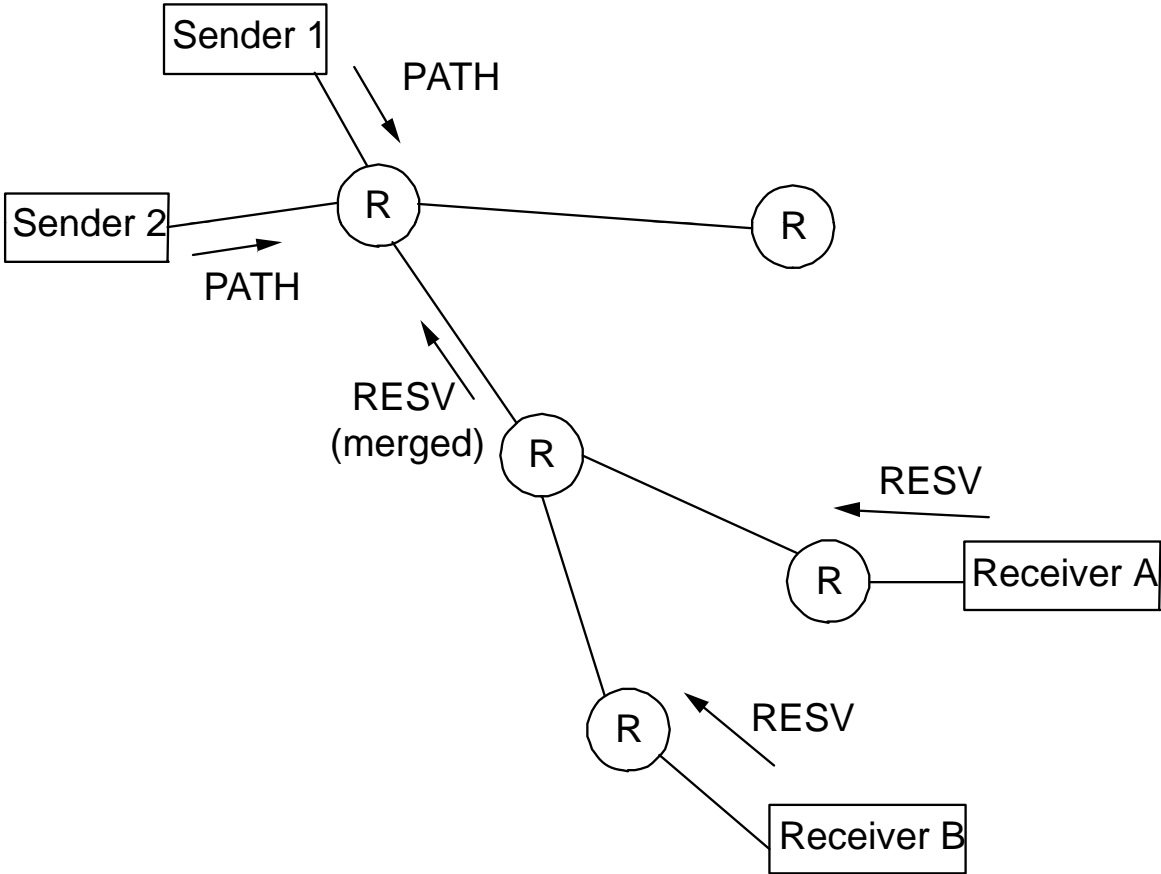 Sender 1
PATH
R
R
Sender 2
PATH
RESV
(merged)
R
RESV
R
Receiver A
R
RESV
Receiver B